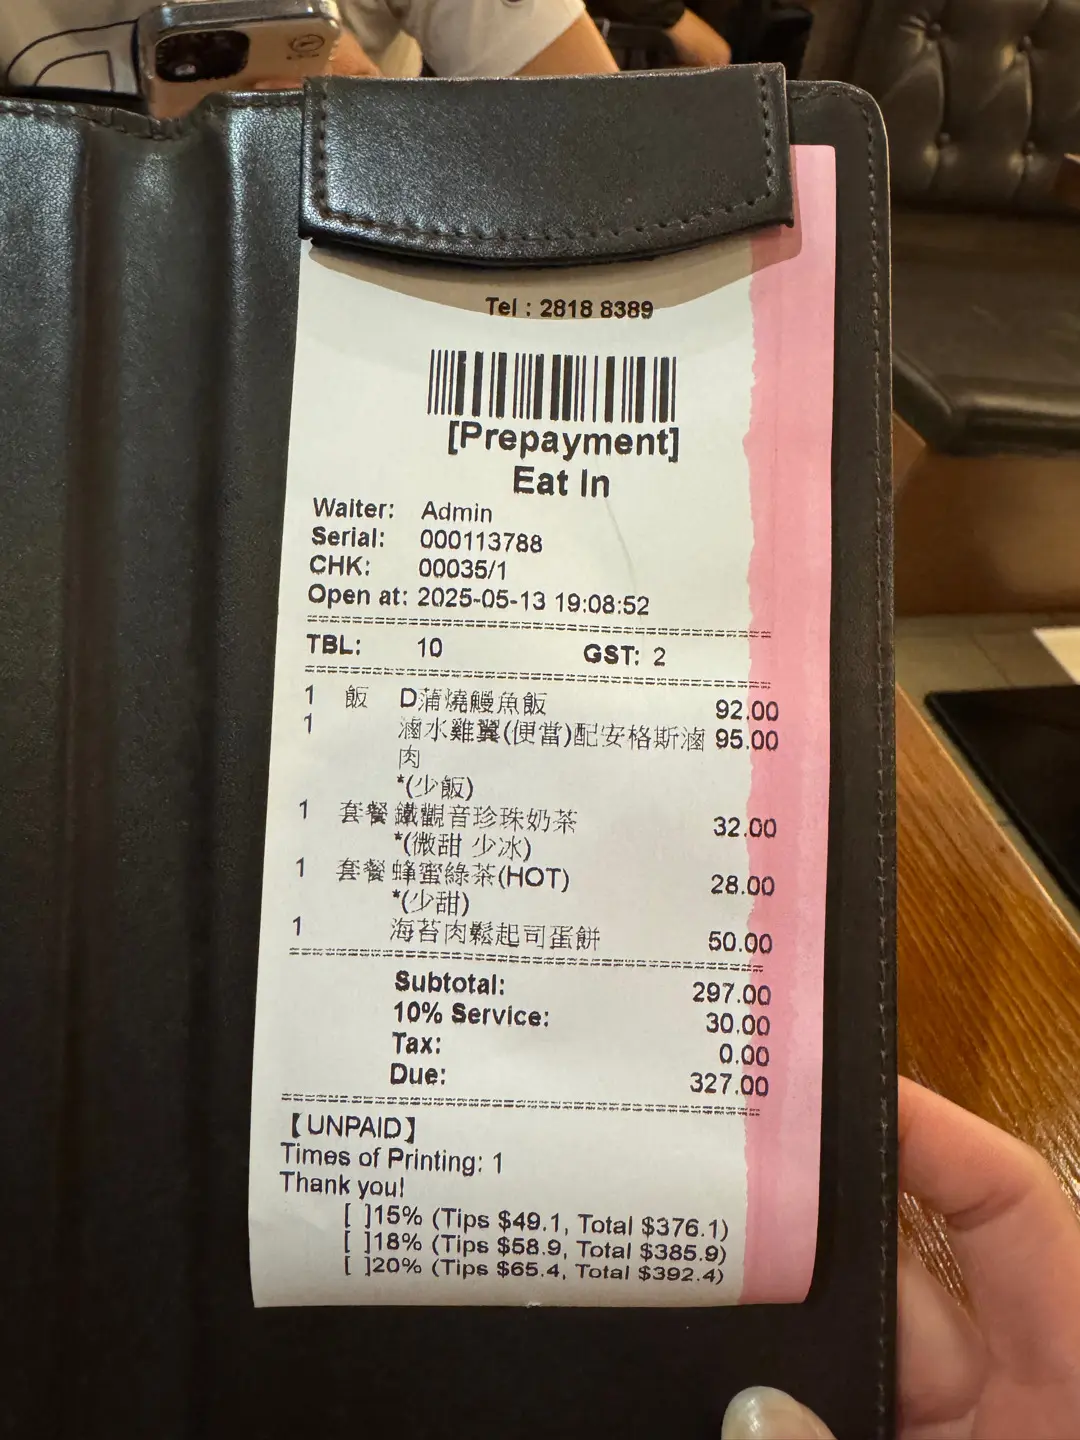 Tel : 2818 8389
[Prepayment]
Eat In
Waiter: Admin
Serial: 000113788
CHK: 00035/1
Open at: 2025-05-13 19:08:52
TBL: 10 GST: 2
1 飯 D蒲燒鰻魚飯 92.00
1 滷水雞翼(便當)配安格斯滷 95.00
肉
*(少飯)
1 套餐 鐵觀音珍珠奶茶 32.00
*(微甜 少冰)
1 套餐 蜂蜜綠茶(HOT) 28.00
*(少甜)
1 海苔肉鬆起司蛋餅 50.00
Subtotal: 297.00
10% Service: 30.00
Tax: 0.00
Due: 327.00
【UNPAID】
Times of Printing: 1
Thank you!
[ ]15% (Tips $49.1, Total $376.1)
[ ]18% (Tips $58.9, Total $385.9)
[ ]20% (Tips $65.4, Total $392.4)